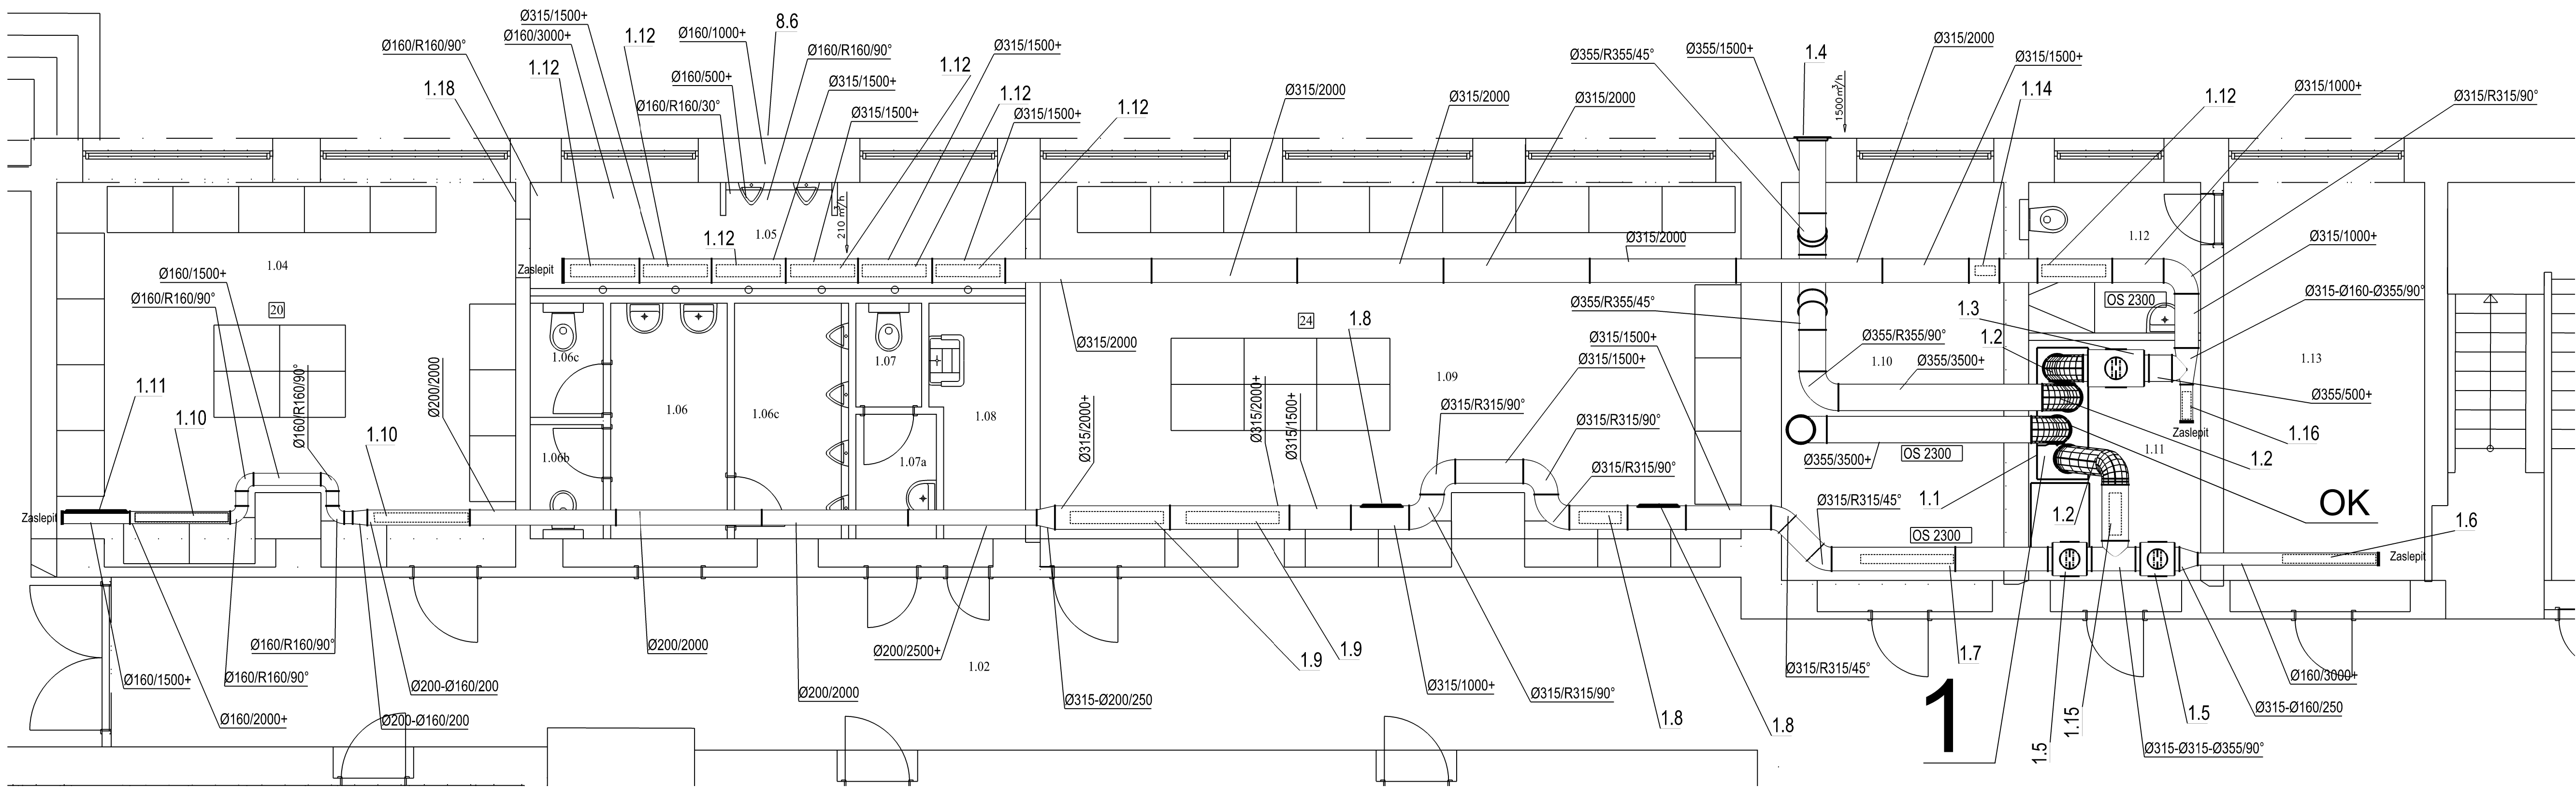 Ø315/1500+
Ø160/3000+
Ø160/R160/90°
1.12
1.12
1.18
Ø160/1000+
8.6
Ø160/R160/90°
Ø160/500+
Ø160/R160/30°
Ø315/1500+
Ø315/1500+
Ø315/1500+
1.12
1.12
Ø315/1500+
1.12
Ø315/2000
Ø315/2000
Ø315/2000
Ø355/R355/45°
Ø355/1500+
1.4
1500m³/h
Ø315/2000
Ø315/1500+
1.14
1.12
Ø315/1000+
Ø315/R315/90°
1.04
1.05
210 m³/h
1.12
Ø315/2000
1.12
Ø315/1000+
Zaslepit
Ø160/1500+
Ø160/R160/90°
20
Ø315/2000
24
1.8
Ø355/R355/45°
OS 2300
Ø315-Ø160-Ø355/90°
1.3
1.2
Ø355/R355/90°
Ø355/3500+
1.10
1.13
Ø355/500+
1.06c
1.07
1.09
Ø315/1500+
Ø315/1500+
1.11
1.10
Ø160/R160/90°
Ø200/2000
1.10
1.06
1.06c
1.08
Ø315/2000+
Ø315/2000+
Ø315/1500+
Ø315/R315/90°
Ø315/R315/90°
Ø315/R315/90°
Zaslepit
1.16
1.06b
1.07a
Ø355/3500+
OS 2300
1.11
1.2
Ø315/R315/45°
1.1
1.2
OK
Zaslepit
OS 2300
1.6
Zaslepit
Ø160/R160/90°
Ø160/R160/90°
Ø160/1500+
Ø200-Ø160/200
Ø160/2000+
Ø200-Ø160/200
Ø200/2000
Ø200/2500+
Ø200/2000
1.02
Ø315-Ø200/250
1.9
1.9
Ø315/1000+
Ø315/R315/90°
1.8
1.8
Ø315/R315/45°
1.7
1
1.5
1.15
1.5
Ø160/3000+
Ø315-Ø160/250
Ø315-Ø315-Ø355/90°